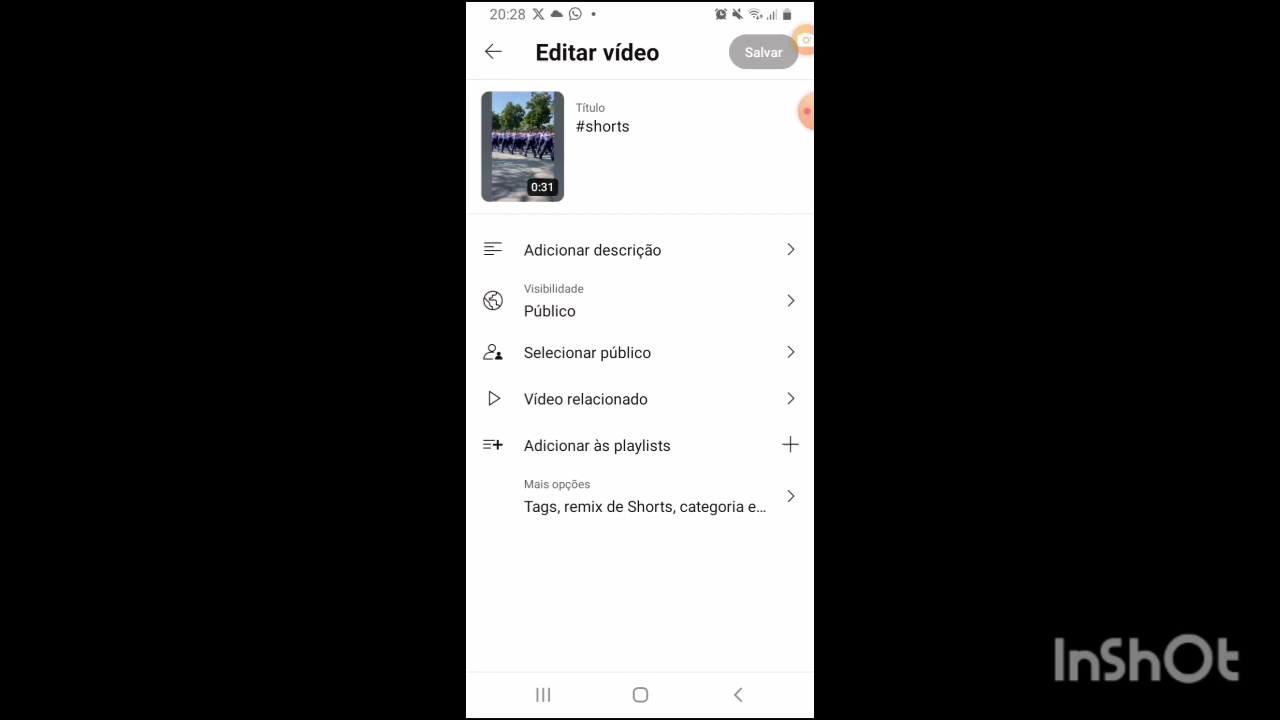 20:28
Editar vídeo
Salvar
Título
#shorts
0:31
Adicionar descrição
Visibilidade
Público
Selecionar público
Vídeo relacionado
Adicionar às playlists
Mais opções
Tags, remix de Shorts, categoria e...
InShOt